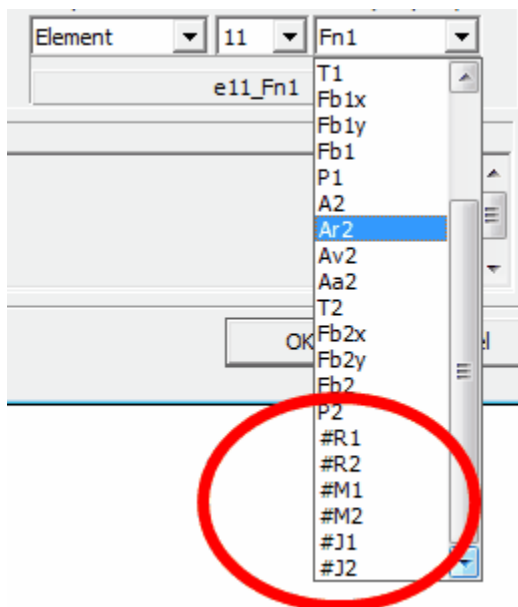 Element 11 Fn1
e11_Fn1
T1
Fb1x
Fb1y
Fb1
P1
A2
Ar2
Av2
Aa2
T2
Fb2x
OK
Fb2y
Fb2
P2
#R1
#R2
#M1
#M2
#J1
#J2